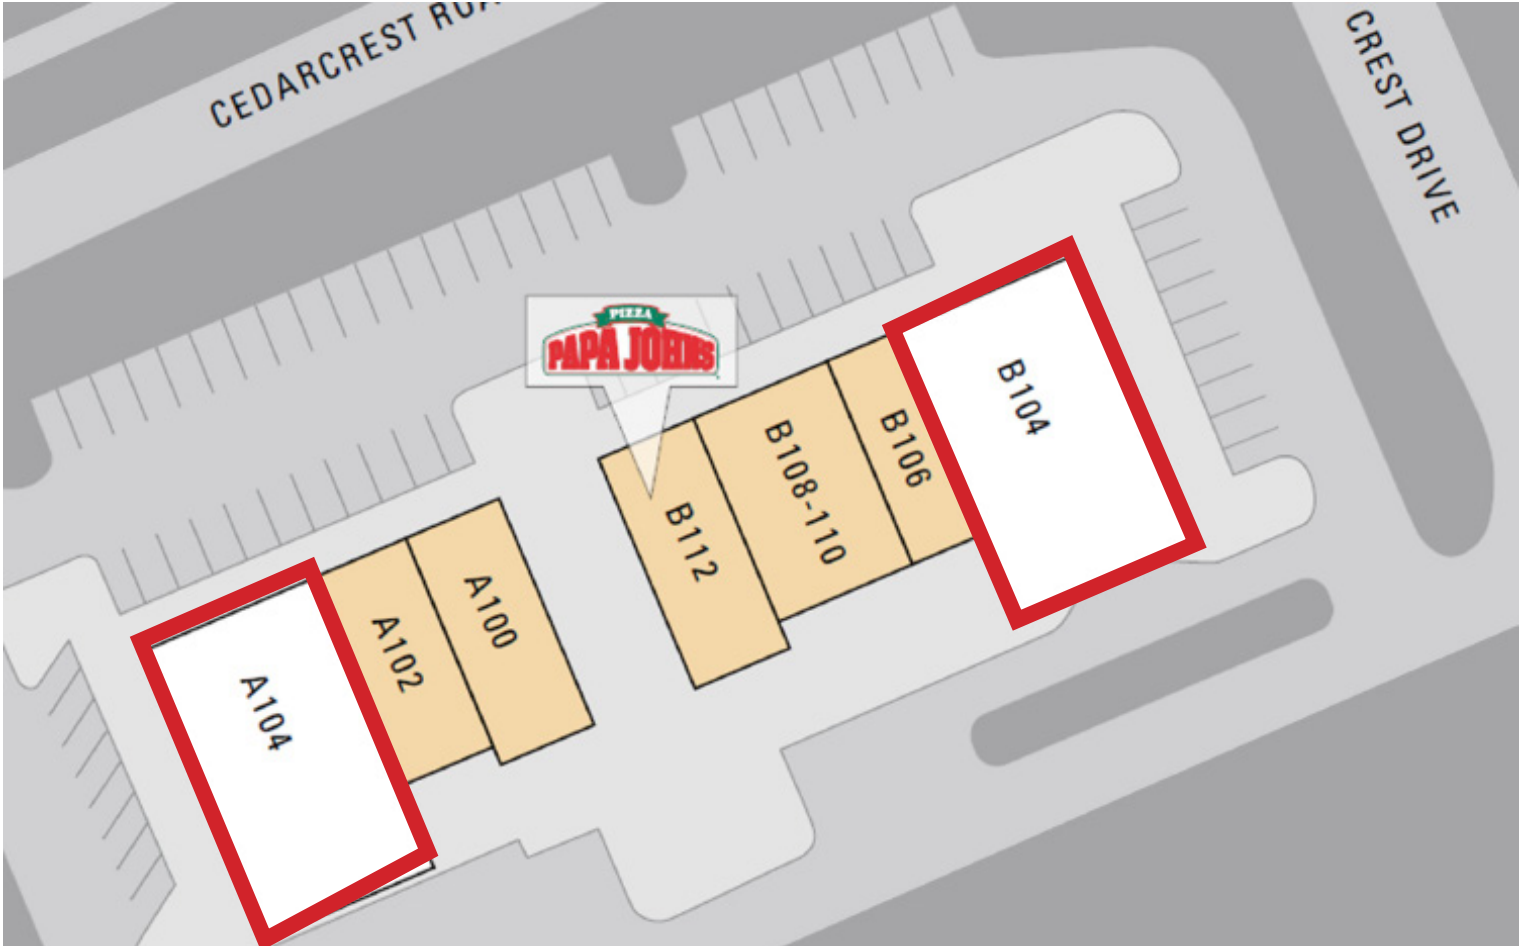 CEDARCREST
CREST DRIVE
PIZZA
PAPA JOHNS
B104
B106
B108-110
B112
A100
A102
A104